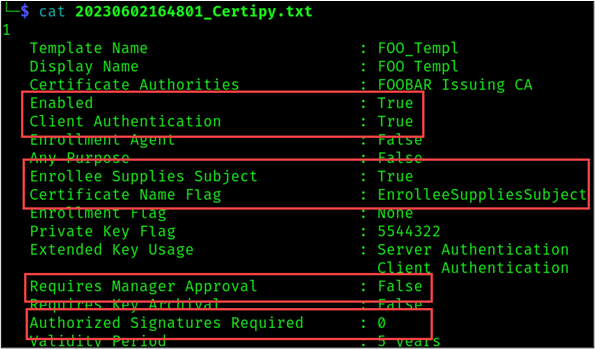 └─$ cat 20230602164801_Certipy.txt
1
Template Name : FOO_Templ
Display Name : FOO Templ
Certificate Authorities : FOOBAR Issuing CA
Enabled : True
Client Authentication : True
Enrollment Agent : False
Any Purpose : False
Enrollee Supplies Subject : True
Certificate Name Flag : EnrolleeSuppliesSubject
Enrollment Flag : None
Private Key Flag : 5544322
Extended Key Usage : Server Authentication
Client Authentication
Requires Manager Approval : False
Requires Key Archival : False
Authorized Signatures Required : 0
Validity Period : 5 years